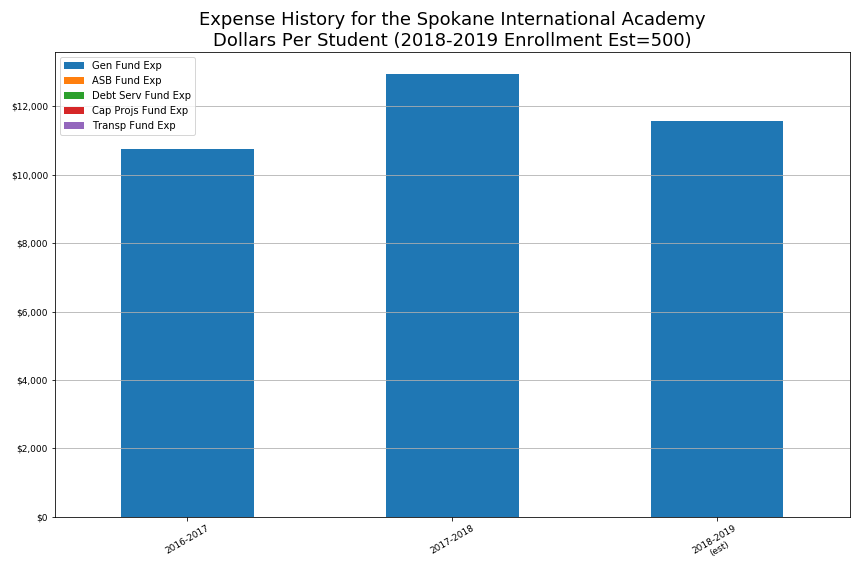 Expense History for the Spokane International Academy
Dollars Per Student (2018-2019 Enrollment Est=500)
Gen Fund Exp
ASB Fund Exp
Debt Serv Fund Exp
Cap Projs Fund Exp
Transp Fund Exp
$12,000
$10,000
$8,000
$6,000
$4,000
$2,000
$0
2016-2017
2017-2018
2018-2019
(est)